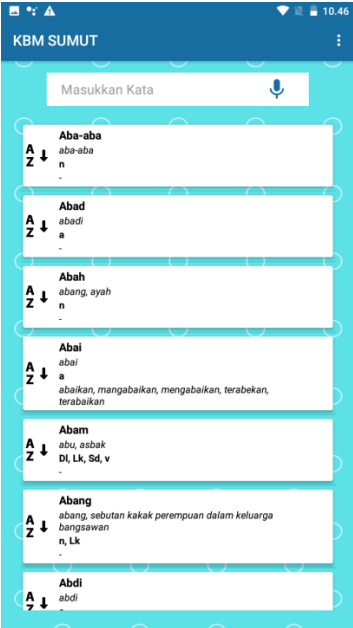 10.46
KBM SUMUT
Masukkan Kata
Aba-aba
aba-aba
n
-
Abad
abadi
a
-
Abah
abang, ayah
n
-
Abai
abai
a
abaikan, mangabaikan, mengabaikan, terabekan,
terabaikan
Abam
abu, asbak
Dl, Lk, Sd, v
-
Abang
abang, sebutan kakak perempuan dalam keluarga
bangsawan
n, Lk
-
Abdi
abdi